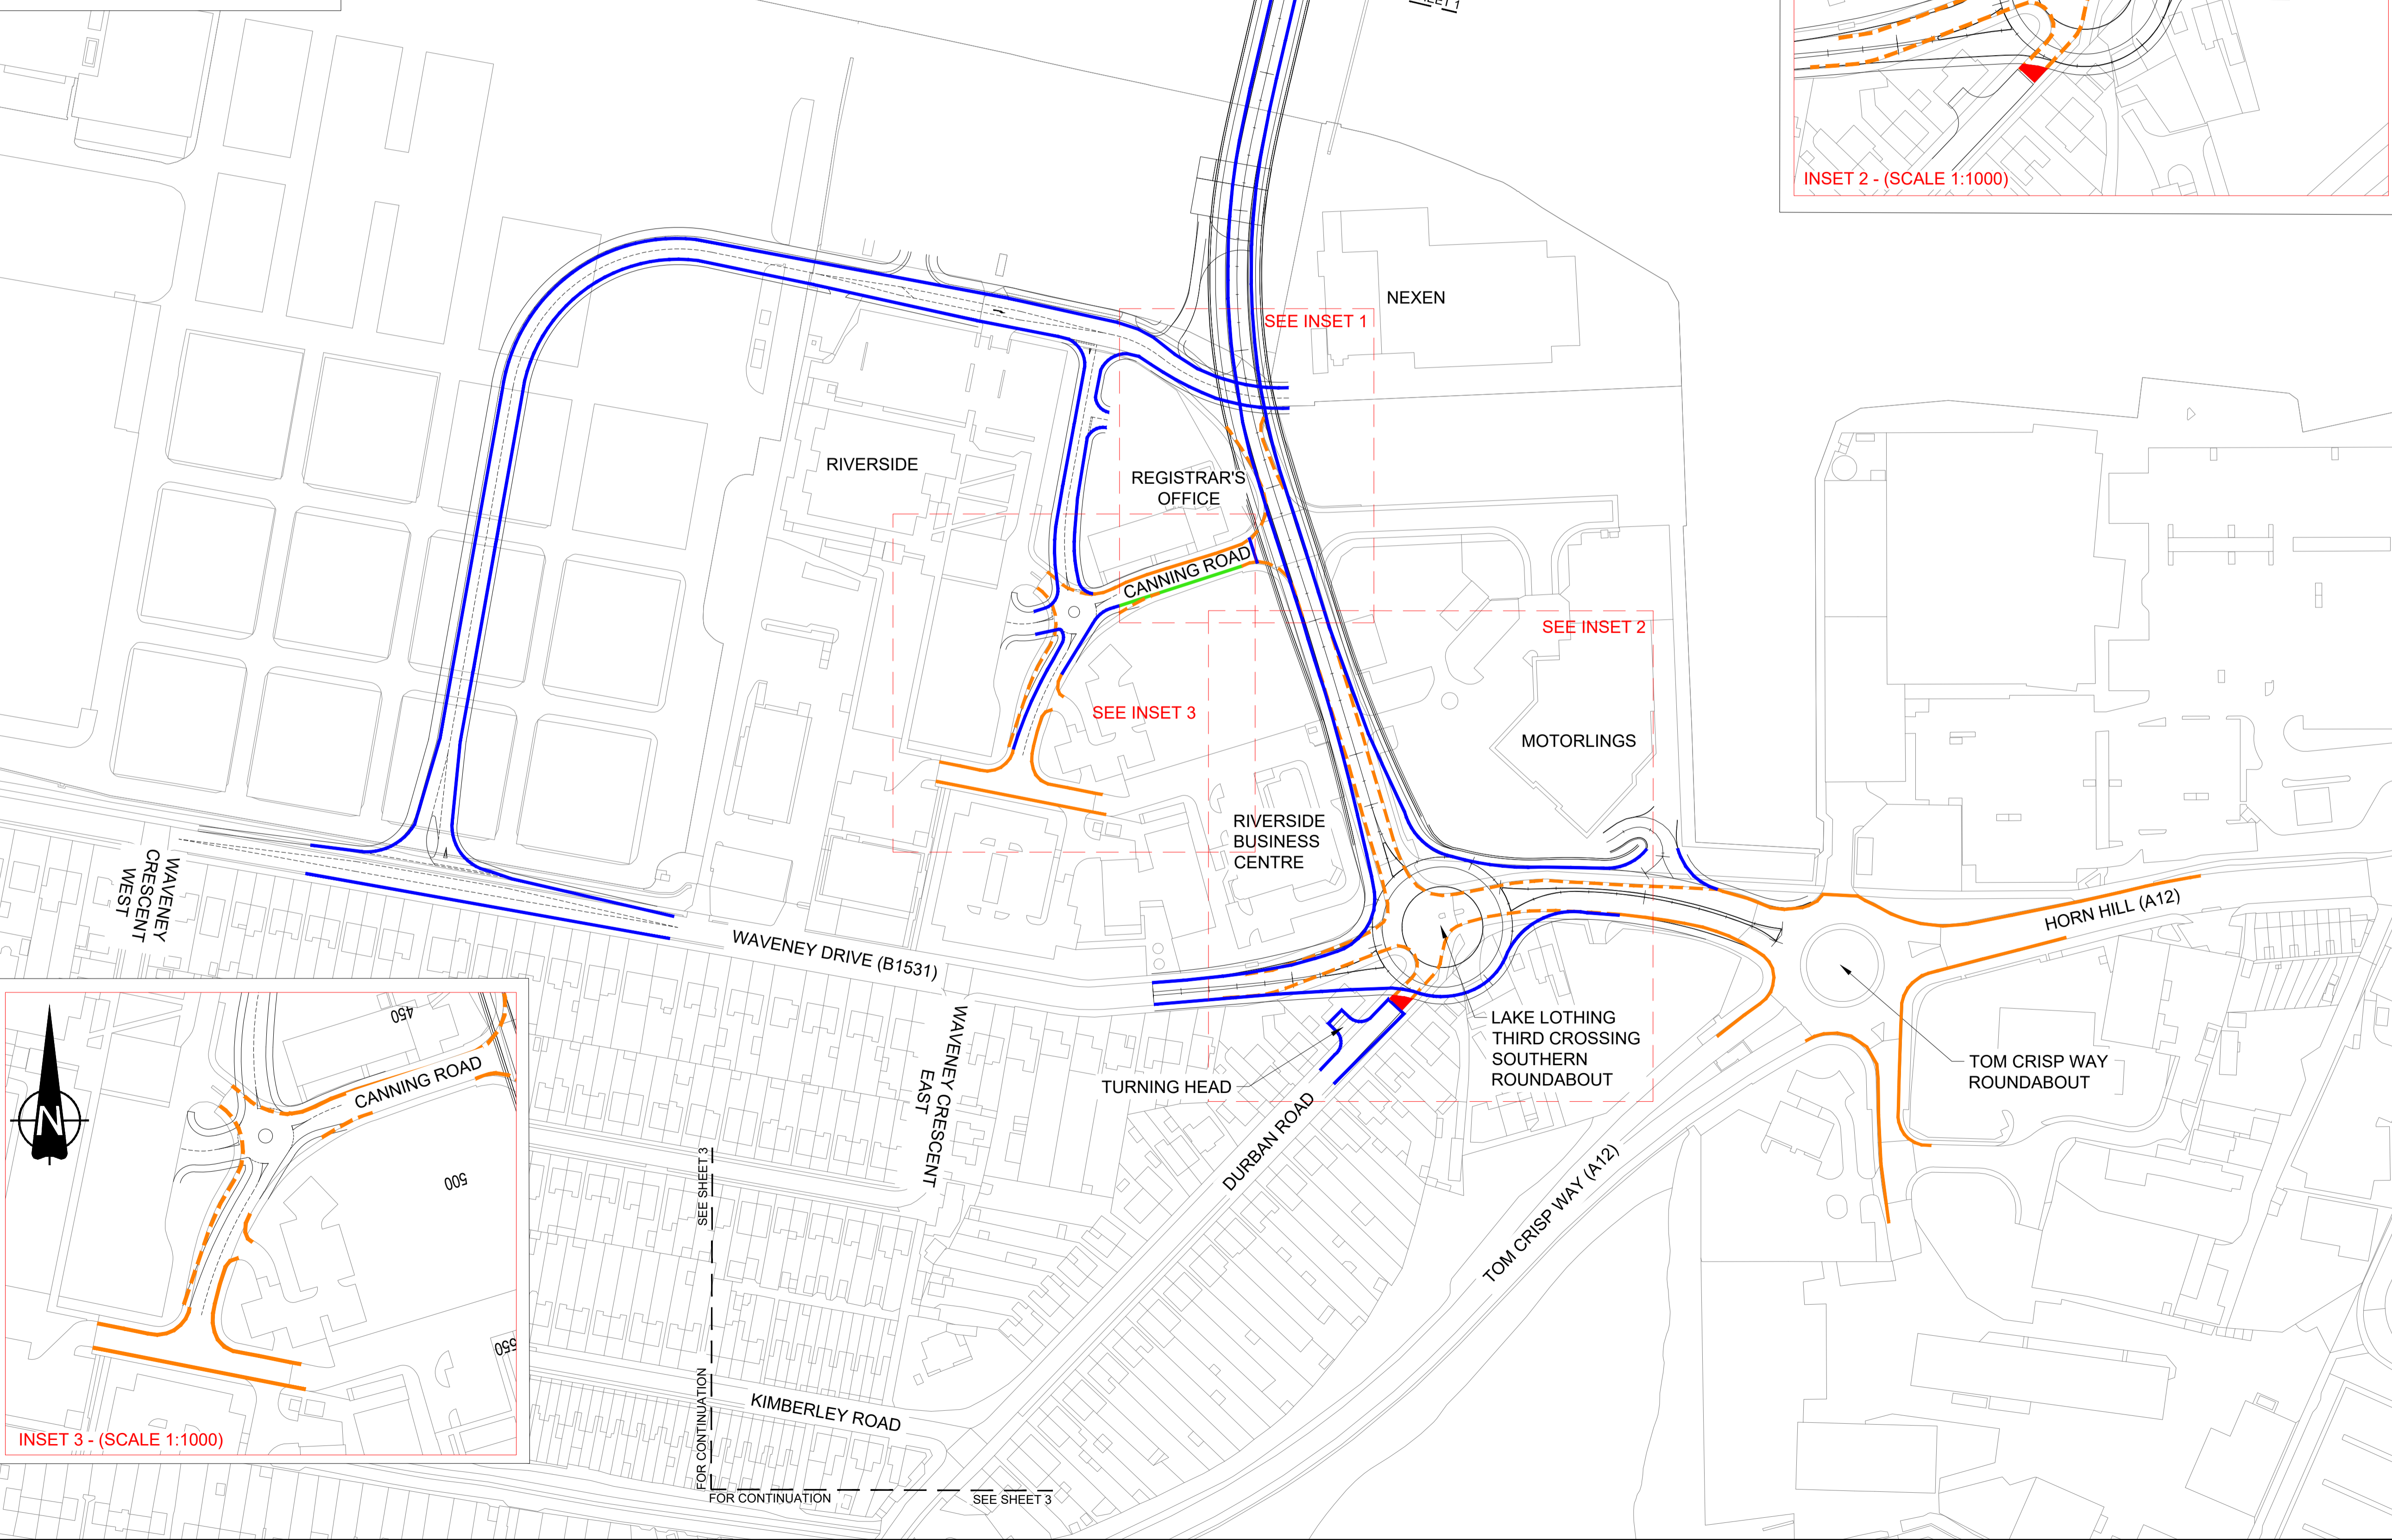 INSET 2 - (SCALE 1:1000)
NEXEN
SEE INSET 1
RIVERSIDE
REGISTRAR'S
OFFICE
CANNING ROAD
SEE INSET 2
SEE INSET 3
MOTORLINGS
RIVERSIDE
BUSINESS
CENTRE
WAVENEY
CRESCENT
WEST
WAVENEY DRIVE (B1531)
HORN HILL (A12)
WAVENEY CRESCENT
EAST
LAKE LOTHING
THIRD CROSSING
SOUTHERN
ROUNDABOUT
TOM CRISP WAY
ROUNDABOUT
TURNING HEAD
DURBAN ROAD
TOM CRISP WAY (A12)
450
CANNING ROAD
N
500
550
INSET 3 - (SCALE 1:1000)
SEE SHEET 3
FOR CONTINUATION
KIMBERLEY ROAD
FOR CONTINUATION
SEE SHEET 3